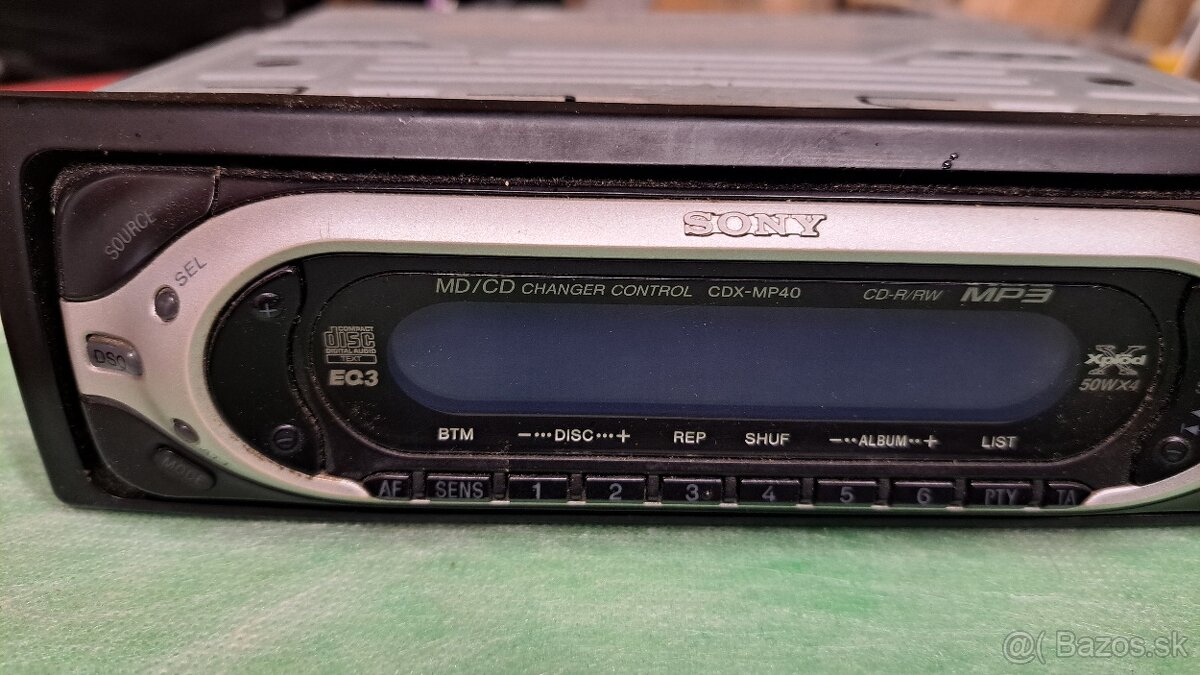 SONY
SOURCE
SEL
DSO
MD/CD CHANGER CONTROL CDX-MP40 CD-R/RW MP3
COMPACT
disc
DIGITAL AUDIO
TEXT
EQ3
Xplod
50WX4
BTM -···DISC···+ REP SHUF -··ALBUM··+ LIST
MODE
AF SENS 1 2 3 4 5 6 PTY TA
@( Bazos.sk